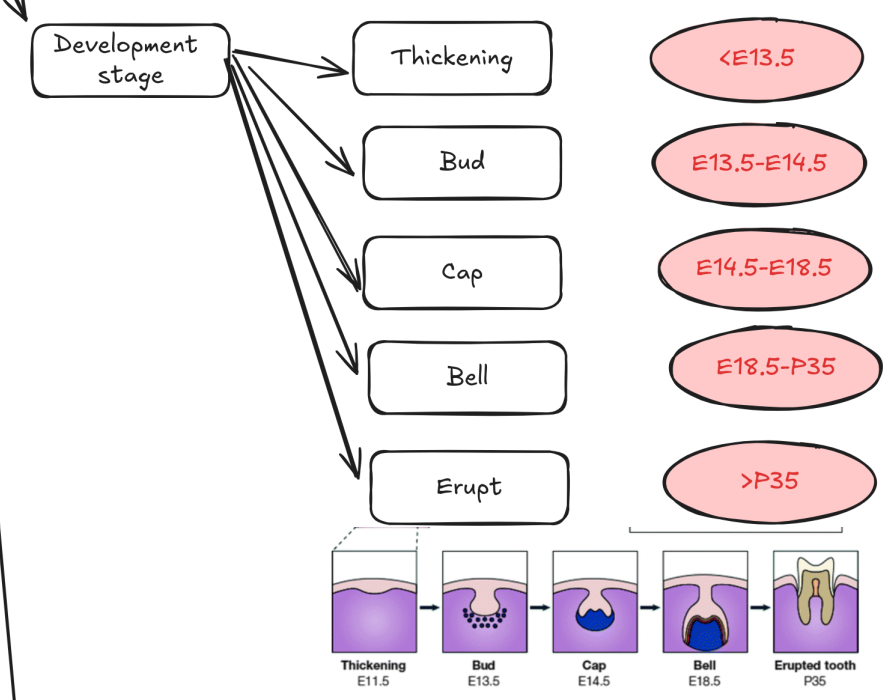 Development
stage
Thickening
<E13.5
Bud
E13.5-E14.5
Cap
E14.5-E18.5
Bell
E18.5-P35
Erupt
>P35
Thickening
E11.5
Bud
E13.5
Cap
E14.5
Bell
E18.5
Erupted tooth
P35